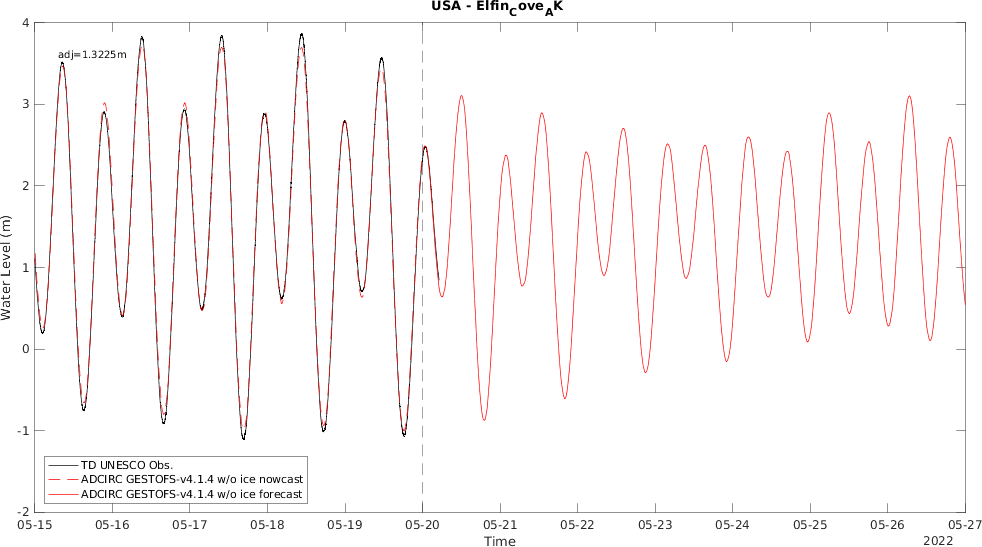 USA - Elfin_Cove_AK
adj=1.3225m
4
3
2
1
0
-1
-2
Water Level (m)
TD UNESCO Obs.
ADCIRC GESTOFS-v4.1.4 w/o ice nowcast
ADCIRC GESTOFS-v4.1.4 w/o ice forecast
05-15 05-16 05-17 05-18 05-19 05-20 05-21 05-22 05-23 05-24 05-25 05-26 05-27
Time
2022